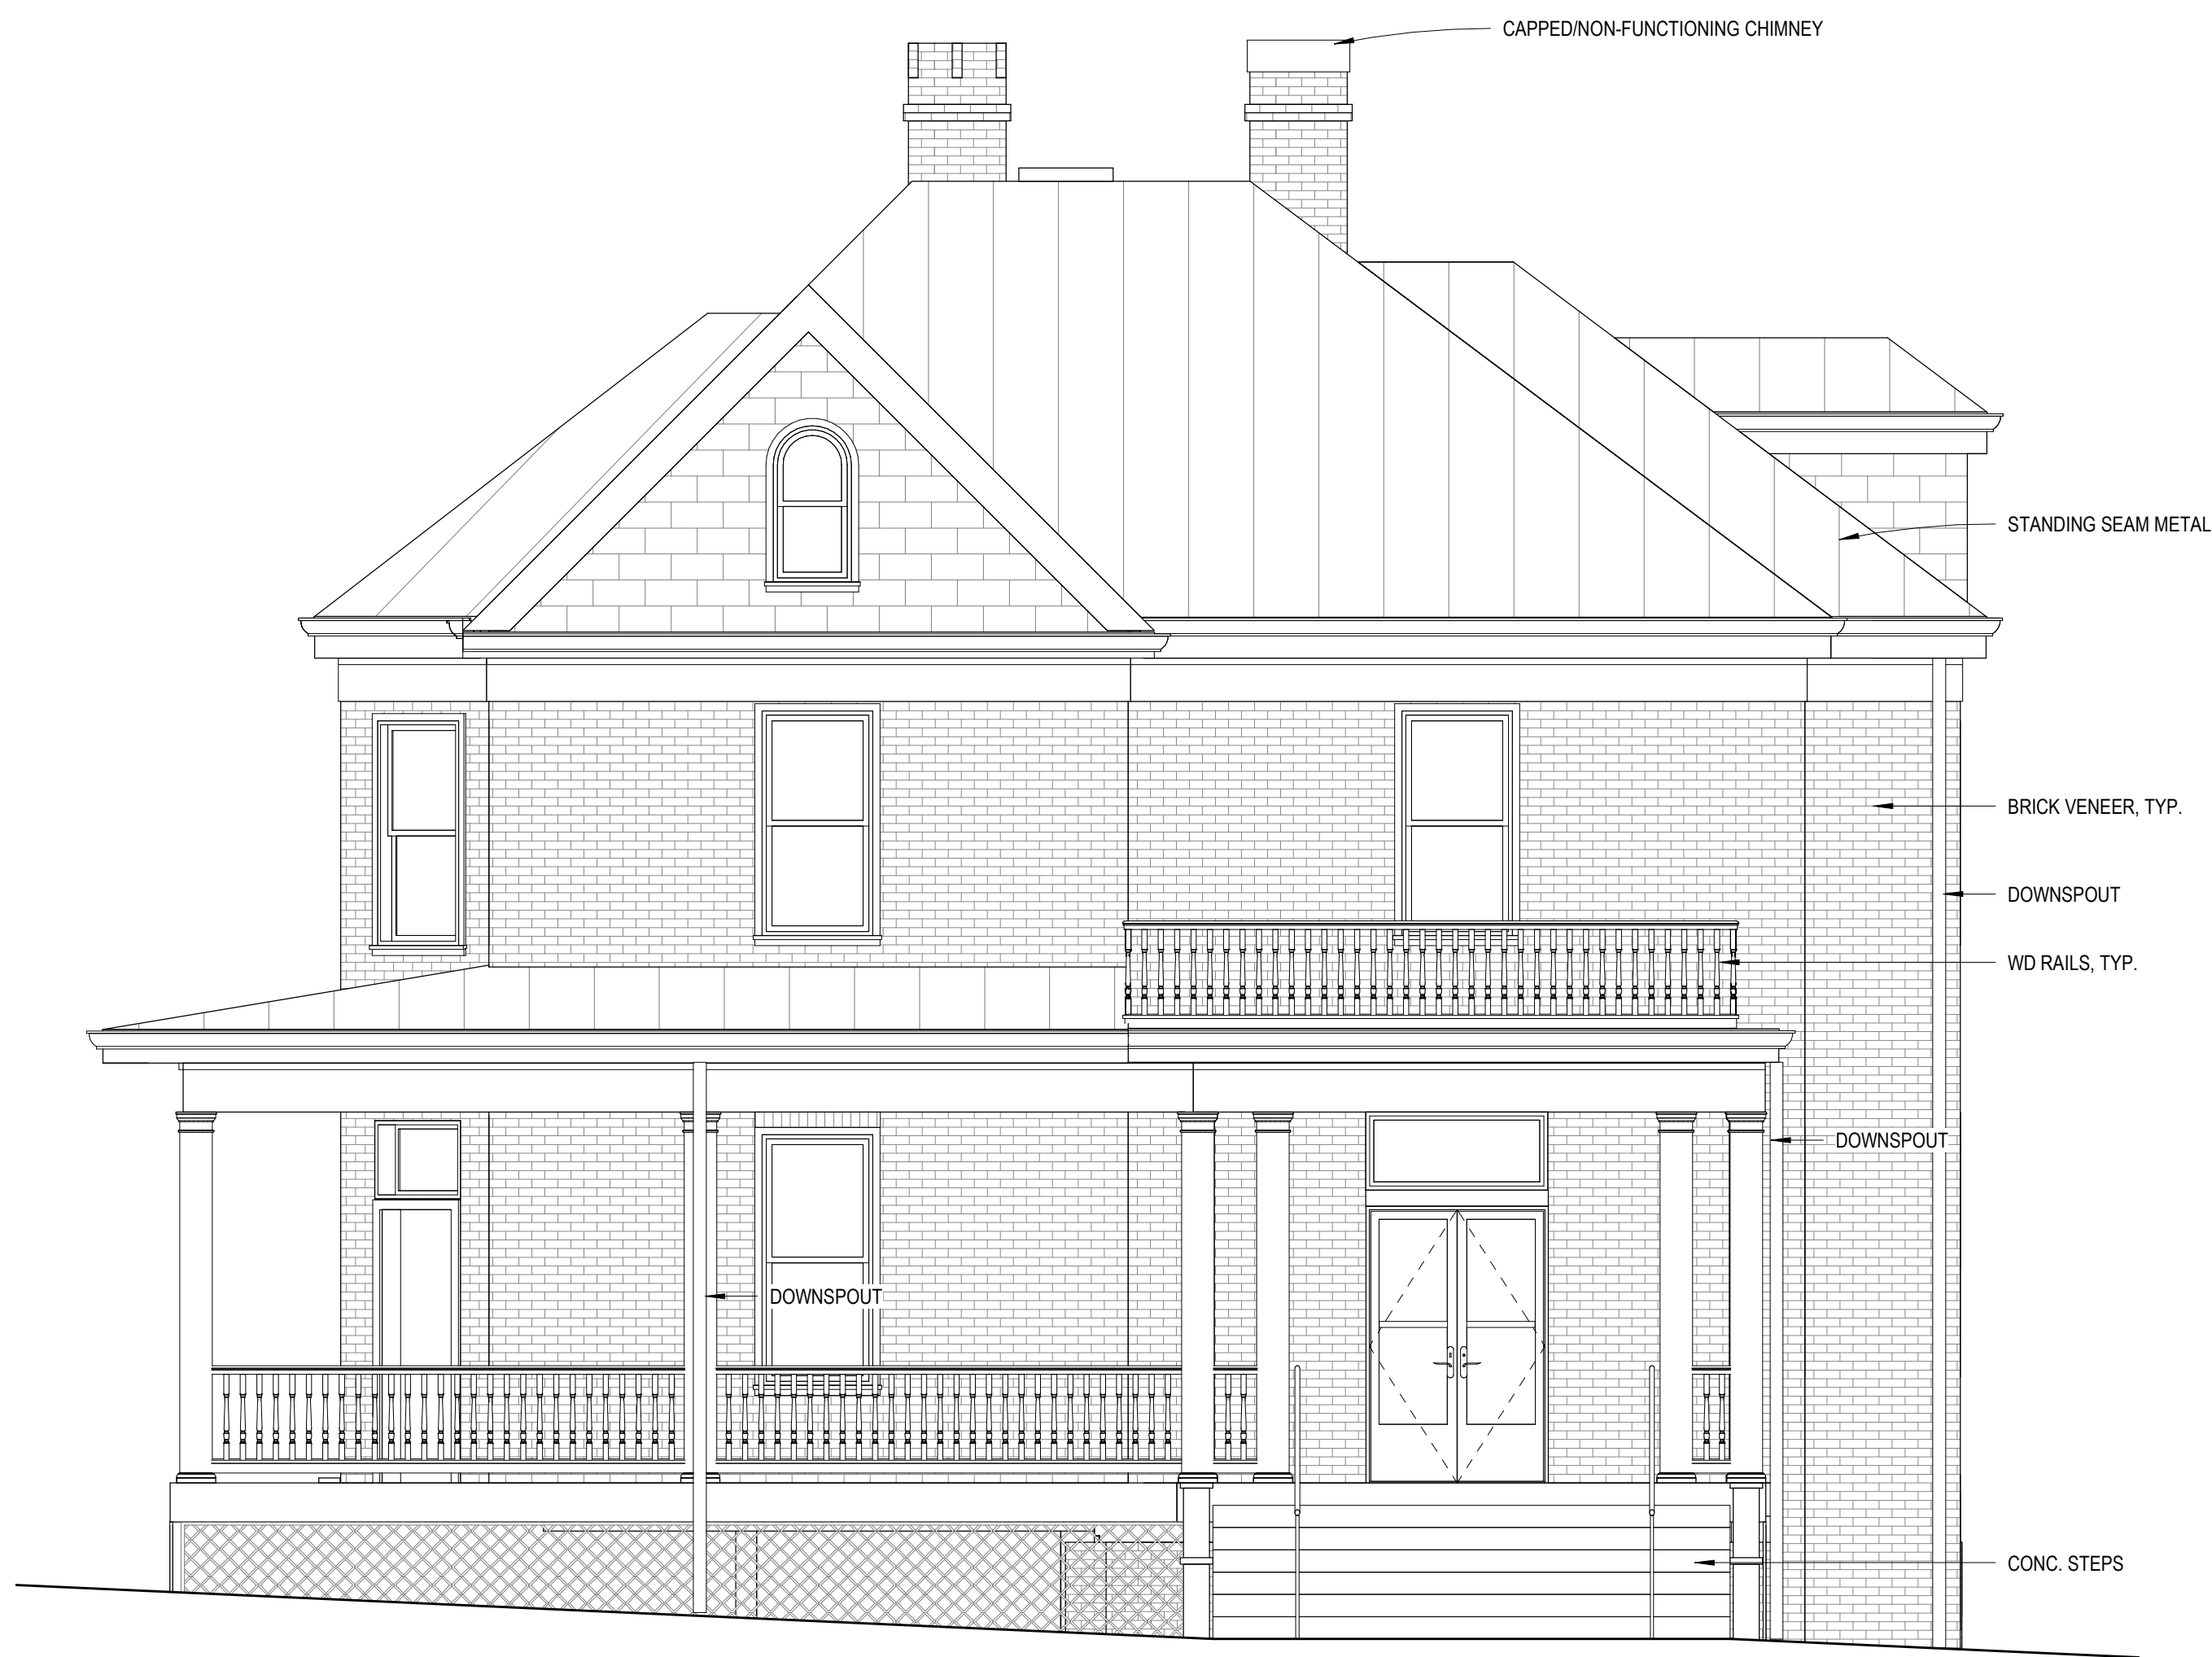 CAPPED/NON-FUNCTIONING CHIMNEY
STANDING SEAM METAL
BRICK VENEER, TYP.
DOWNSPOUT
WD RAILS, TYP.
DOWNSPOUT
DOWNSPOUT
CONC. STEPS